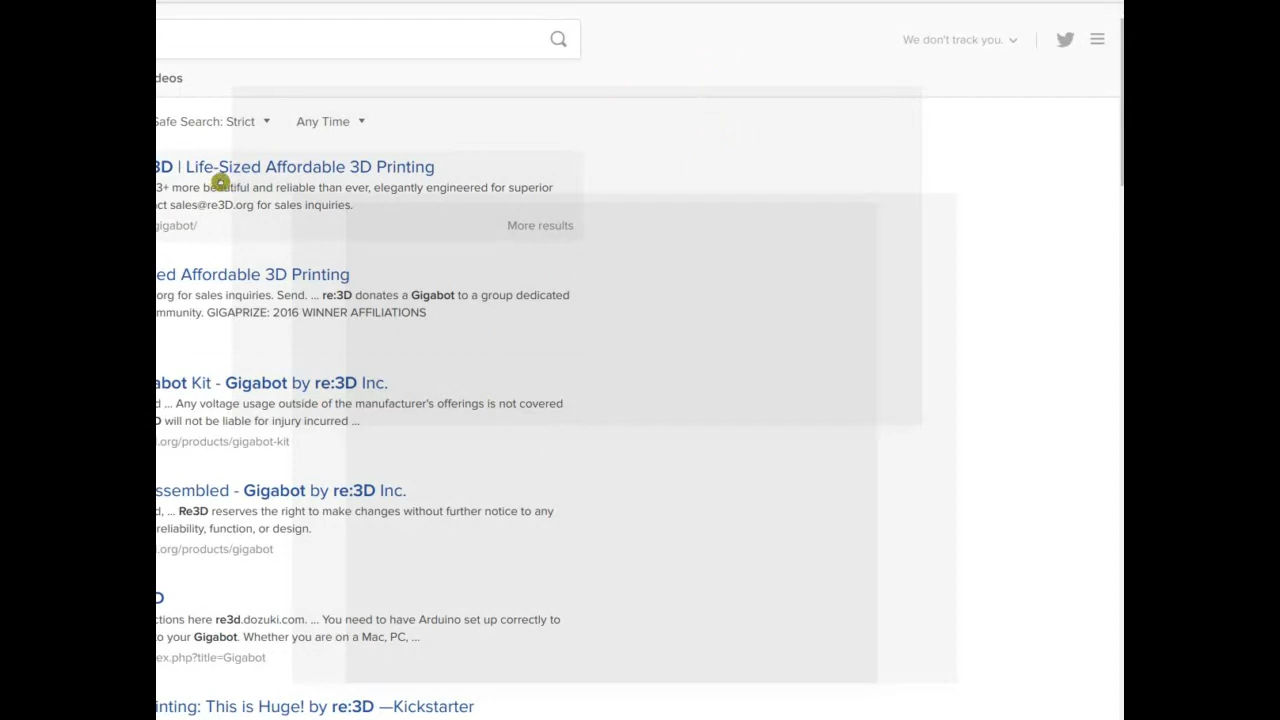 We don't track you.
deos
Safe Search: Strict
Any Time
3D | Life-Sized Affordable 3D Printing
3+ more beautiful and reliable than ever, elegantly engineered for superior
ct sales@re3D.org for sales inquiries.
gigabot/
More results
ed Affordable 3D Printing
org for sales inquiries. Send. ... re:3D donates a Gigabot to a group dedicated
mmunity. GIGAPRIZE: 2016 WINNER AFFILIATIONS
abot Kit - Gigabot by re:3D Inc.
d ... Any voltage usage outside of the manufacturer's offerings is not covered
D will not be liable for injury incurred ...
.org/products/gigabot-kit
ssembled - Gigabot by re:3D Inc.
d, ... Re3D reserves the right to make changes without further notice to any
reliability, function, or design.
.org/products/gigabot
D
ctions here re3d.dozuki.com. ... You need to have Arduino set up correctly to
o your Gigabot. Whether you are on a Mac, PC, ...
ex.php?title=Gigabot
inting: This is Huge! by re:3D —Kickstarter